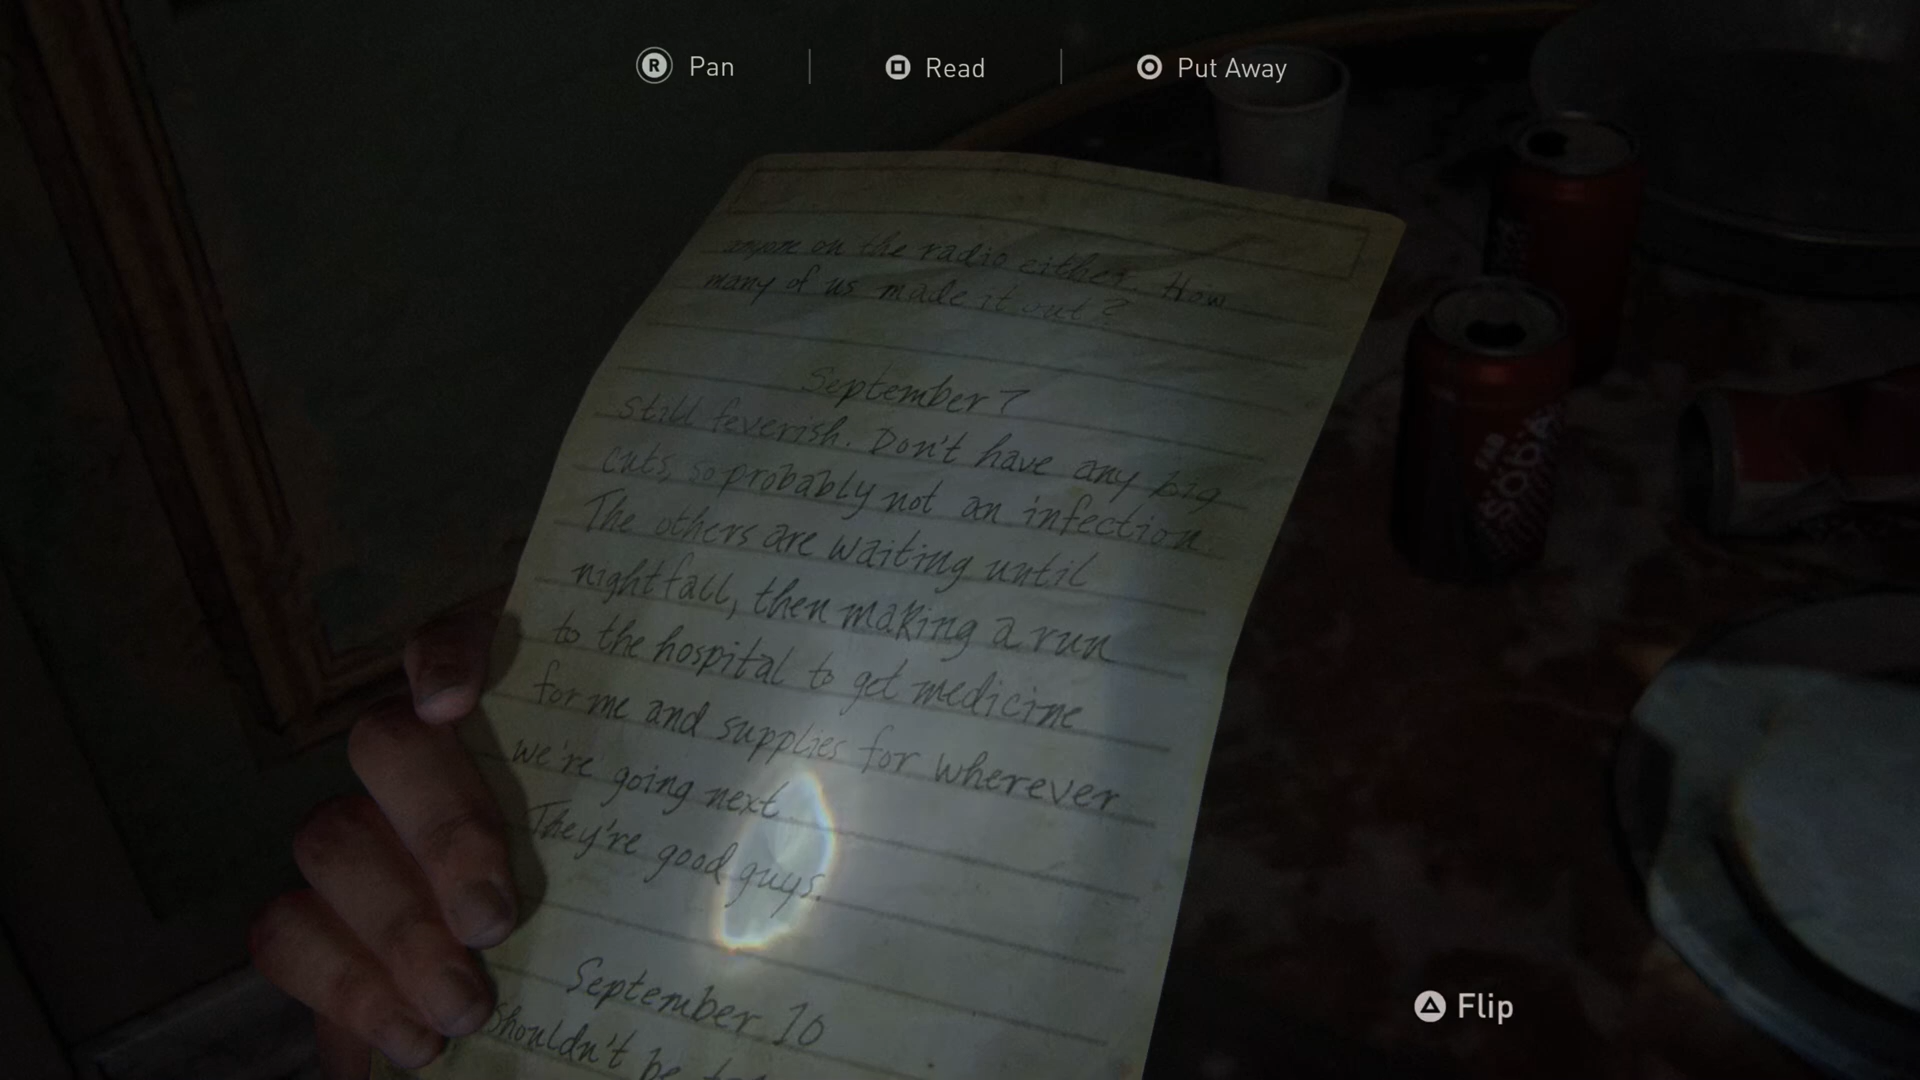 R Pan
Read
Put Away
anyone on the radio either. How
many of us made it out?
September 7
Still feverish. Don't have any big
cuts, so probably not an infection.
The others are waiting until
nightfall, then making a run
to the hospital to get medicine
for me and supplies for wherever
we're going next
They're good guys.
September 10
Shouldn't be
SODA
Flip